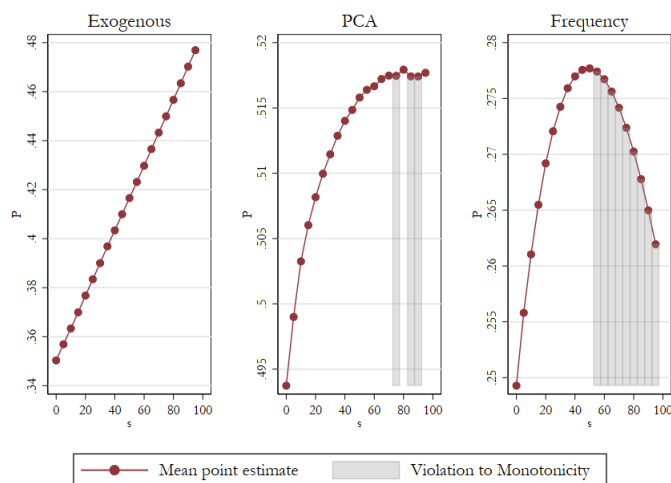 Exogenous
P
.48
.46
.44
.42
.4
.38
.36
.34
0 20 40 60 80 100
s
PCA
P
.52
.515
.51
.505
.5
.495
0 20 40 60 80 100
s
Frequency
P
.28
.275
.27
.265
.26
.255
.25
0 20 40 60 80 100
s
Mean point estimate
Violation to Monotonicity